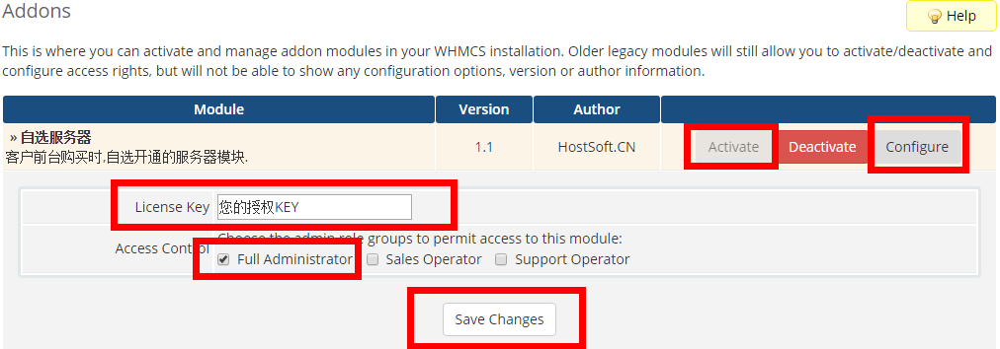 Addons
Help
This is where you can activate and manage addon modules in your WHMCS installation. Older legacy modules will still allow you to activate/deactivate and
configure access rights, but will not be able to show any configuration options, version or author information.
Module Version Author
» 自选服务器
客户前台购买时,自选开通的服务器模块.
1.1 HostSoft.CN Activate Deactivate Configure
License Key 您的授权KEY
Access Control Choose the admin role groups to permit access to this module:
Full Administrator Sales Operator Support Operator
Save Changes